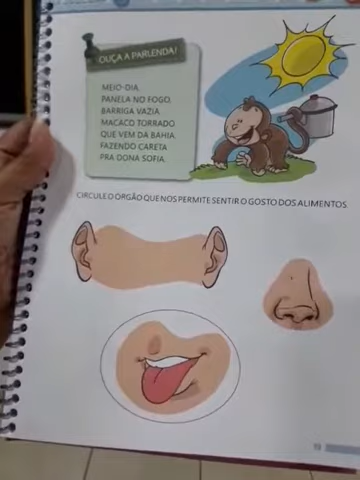 OUÇA A PARLENDA!
MEIO-DIA,
PANELA NO FOGO,
BARRIGA VAZIA.
MACACO TORRADO
QUE VEM DA BAHIA,
FAZENDO CARETA
PRA DONA SOFIA.
CIRCULE O ÓRGÃO QUE NOS PERMITE SENTIR O GOSTO DOS ALIMENTOS.